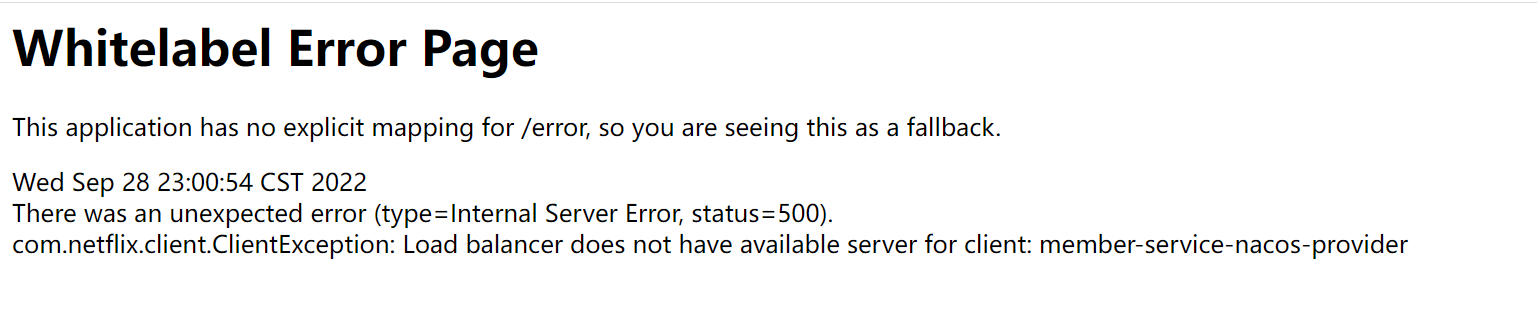 Whitelabel Error Page
This application has no explicit mapping for /error, so you are seeing this as a fallback.
Wed Sep 28 23:00:54 CST 2022
There was an unexpected error (type=Internal Server Error, status=500).
com.netflix.client.ClientException: Load balancer does not have available server for client: member-service-nacos-provider